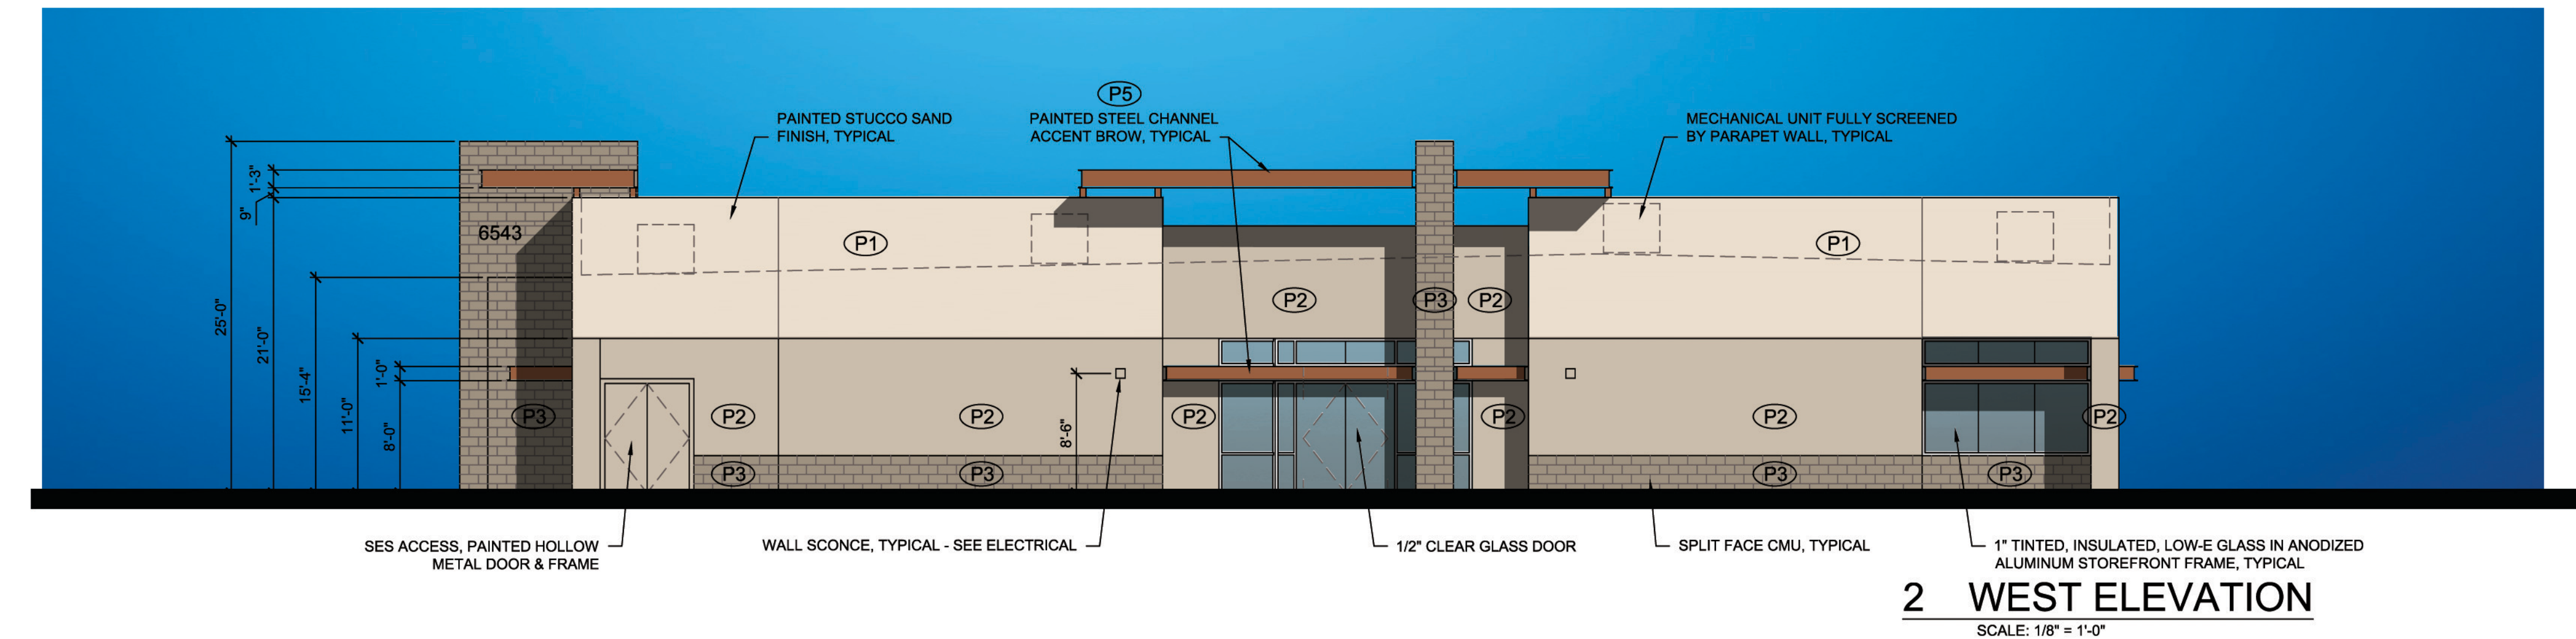 P5
PAINTED STUCCO SAND
FINISH, TYPICAL
PAINTED STEEL CHANNEL
ACCENT BROW, TYPICAL
MECHANICAL UNIT FULLY SCREENED
BY PARAPET WALL, TYPICAL
1'-3"
9"
6543
P1
P1
25'-0"
21'-0"
15'-4"
11'-0"
1'-0"
8'-0"
P2
P3
P2
P3
P2
P2
8'-6"
P2
P2
P2
P2
P3
P3
P3
P3
SES ACCESS, PAINTED HOLLOW
METAL DOOR & FRAME
WALL SCONCE, TYPICAL - SEE ELECTRICAL
1/2" CLEAR GLASS DOOR
SPLIT FACE CMU, TYPICAL
1" TINTED, INSULATED, LOW-E GLASS IN ANODIZED
ALUMINUM STOREFRONT FRAME, TYPICAL
2 WEST ELEVATION
SCALE: 1/8" = 1'-0"